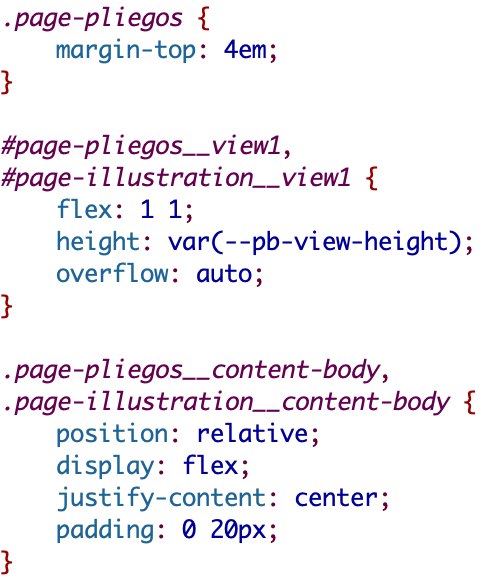 .page-pliegos {
    margin-top: 4em;
}

#page-pliegos__view1,
#page-illustration__view1 {
    flex: 1 1;
    height: var(--pb-view-height);
    overflow: auto;
}

.page-pliegos__content-body,
.page-illustration__content-body {
    position: relative;
    display: flex;
    justify-content: center;
    padding: 0 20px;
}